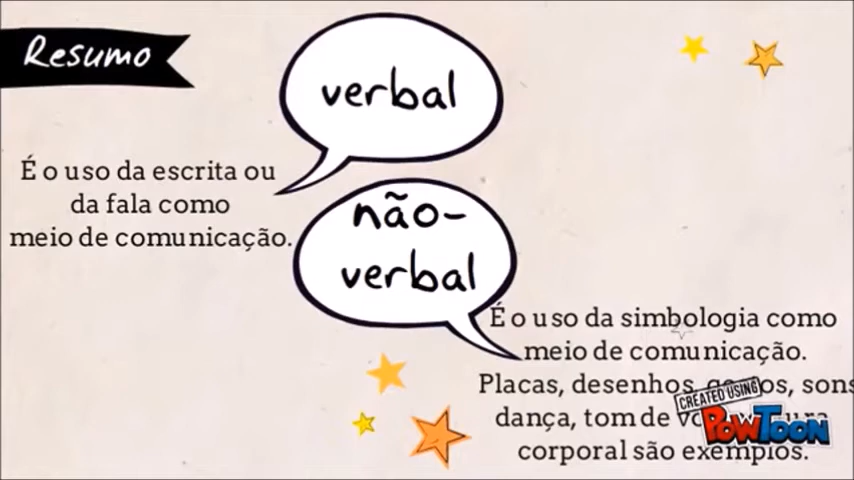 Resumo
verbal
É o uso da escrita ou
da fala como
meio de comunicação.
não-
verbal
É o uso da simbologia como
meio de comunicação.
Placas, desenhos, sons
dança, tom de
corporal são exemplos.
CREATED USING
POWTOON